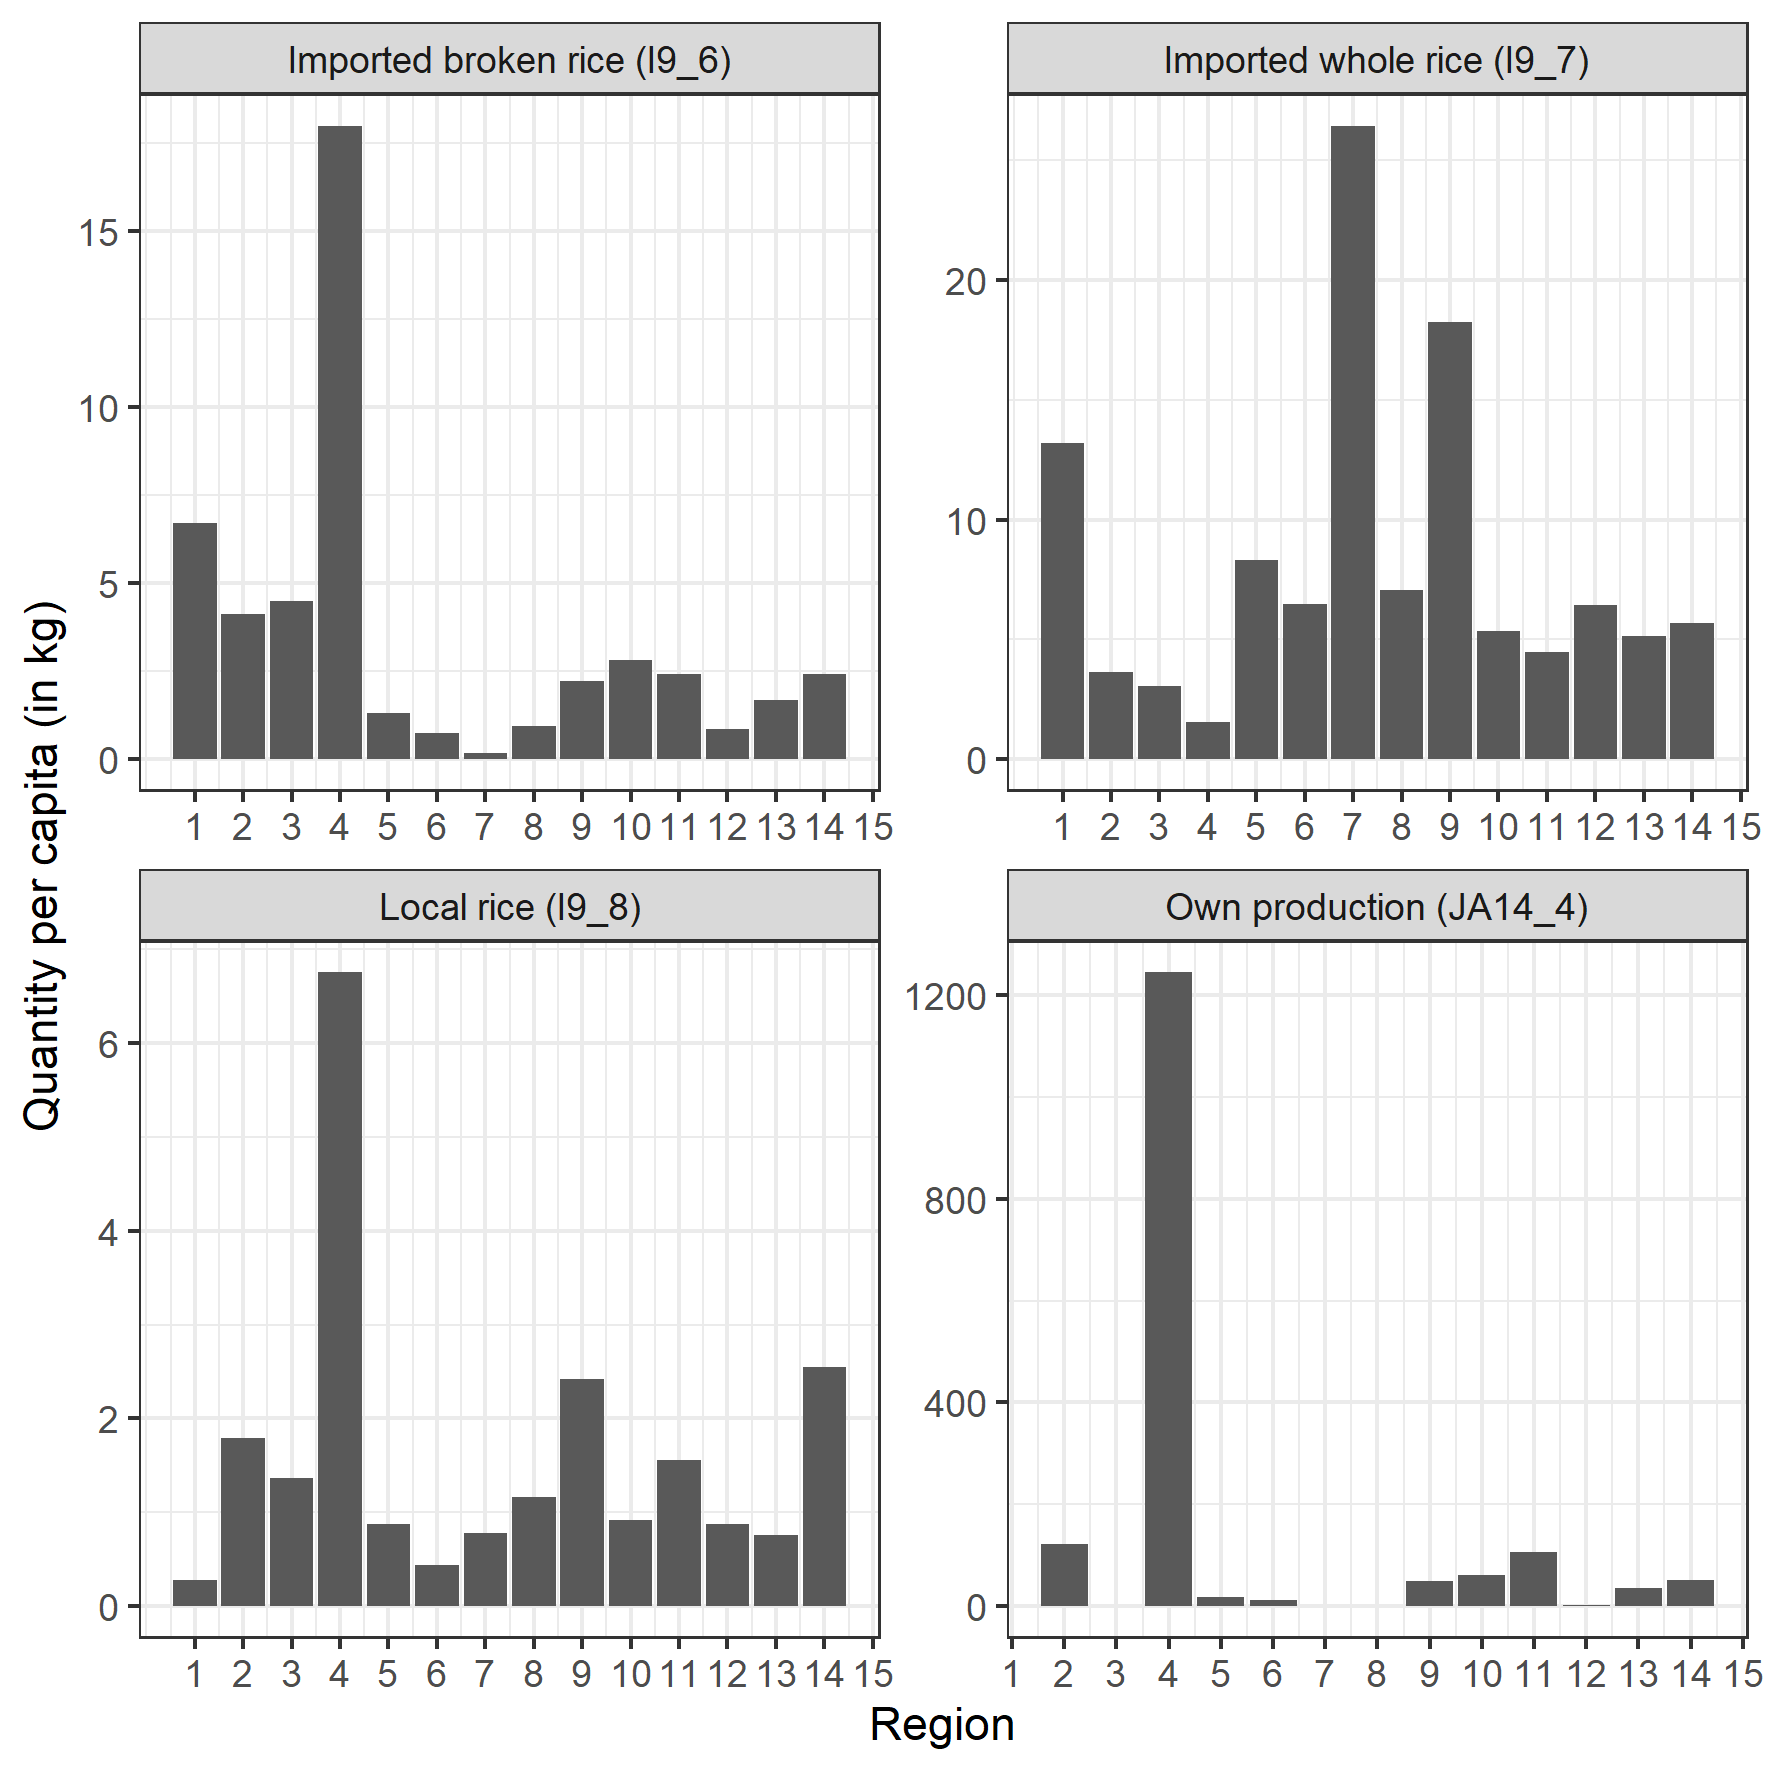 Imported broken rice (I9_6)
Imported whole rice (I9_7)
15
10
5
0
1 2 3 4 5 6 7 8 9 10 11 12 13 14 15
20
10
0
1 2 3 4 5 6 7 8 9 10 11 12 13 14 15
Quantity per capita (in kg)
Local rice (I9_8)
Own production (JA14_4)
6
4
2
0
1 2 3 4 5 6 7 8 9 10 11 12 13 14 15
1200
800
400
0
1 2 3 4 5 6 7 8 9 10 11 12 13 14 15
Region